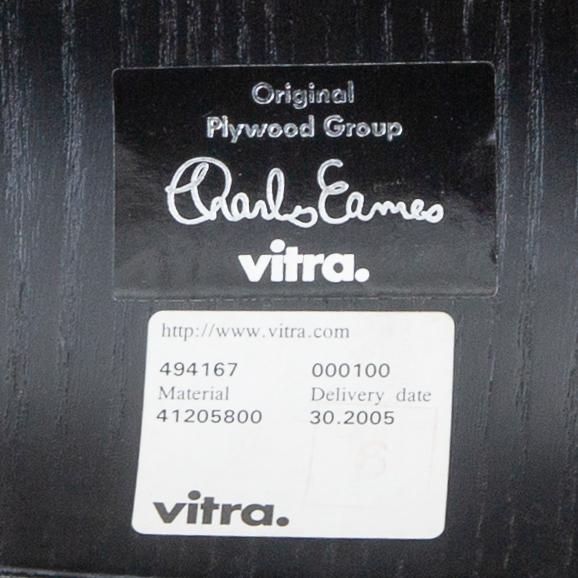 Original
Plywood Group
Charles Eames
vitra.
http://www.vitra.com
494167 000100
Material Delivery date
41205800 30.2005
vitra.